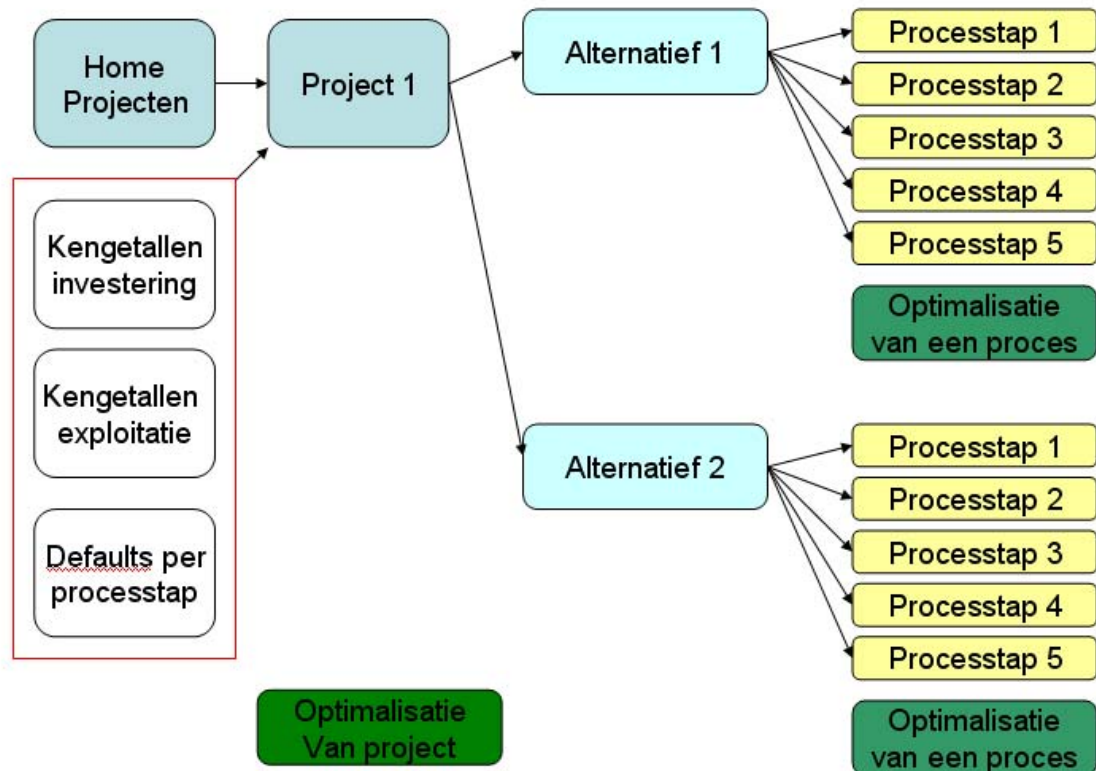 Home
Projecten
Project 1
Alternatief 1
Processtap 1
Processtap 2
Processtap 3
Processtap 4
Processtap 5
Optimalisatie
van een proces
Kengetallen
investering
Kengetallen
exploitatie
Defaults per
processtap
Alternatief 2
Processtap 1
Processtap 2
Processtap 3
Processtap 4
Processtap 5
Optimalisatie
van een proces
Optimalisatie
Van project